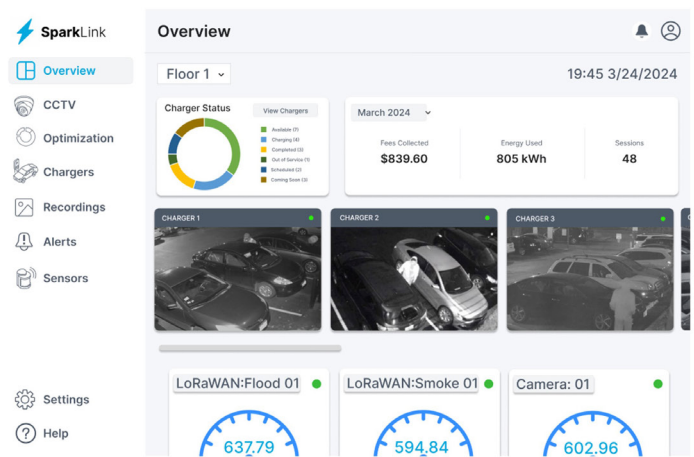 SparkLink
Overview
CCTV
Optimization
Chargers
Recordings
Alerts
Sensors
Settings
Help
Overview
Floor 1
19:45 3/24/2024
Charger Status
View Chargers
Available (7)
Charging (4)
Completed (3)
Out of Service (1)
Scheduled (2)
Coming Soon (3)
March 2024
Fees Collected
$839.60
Energy Used
805 kWh
Sessions
48
CHARGER 1
CHARGER 2
CHARGER 3
LoRaWAN:Flood 01
637.79
LoRaWAN:Smoke 01
594.84
Camera: 01
602.96